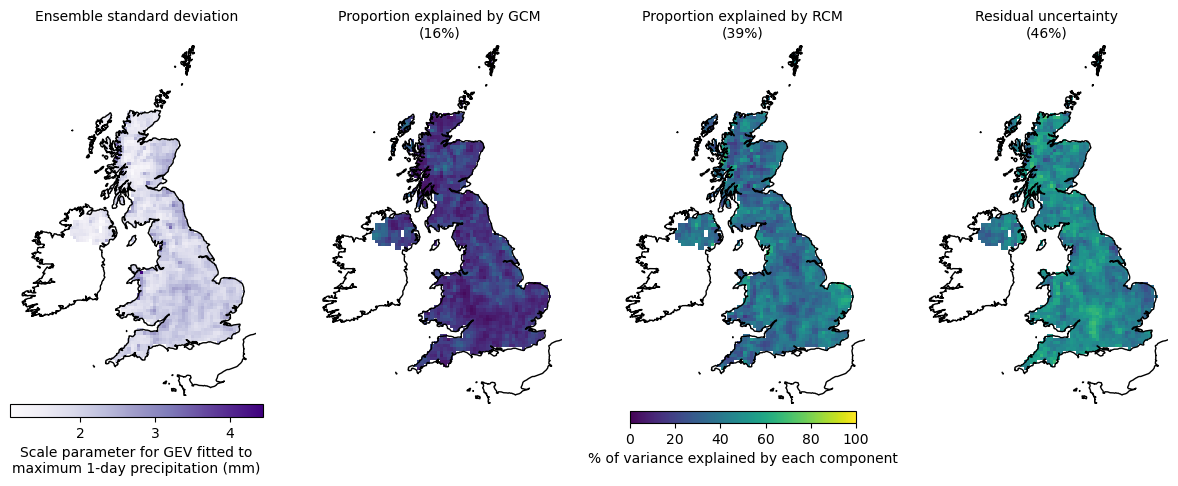 Ensemble standard deviation
Proportion explained by GCM
(16%)
Proportion explained by RCM
(39%)
Residual uncertainty
(46%)
2 3 4
Scale parameter for GEV fitted to
maximum 1-day precipitation (mm)
0 20 40 60 80 100
% of variance explained by each component